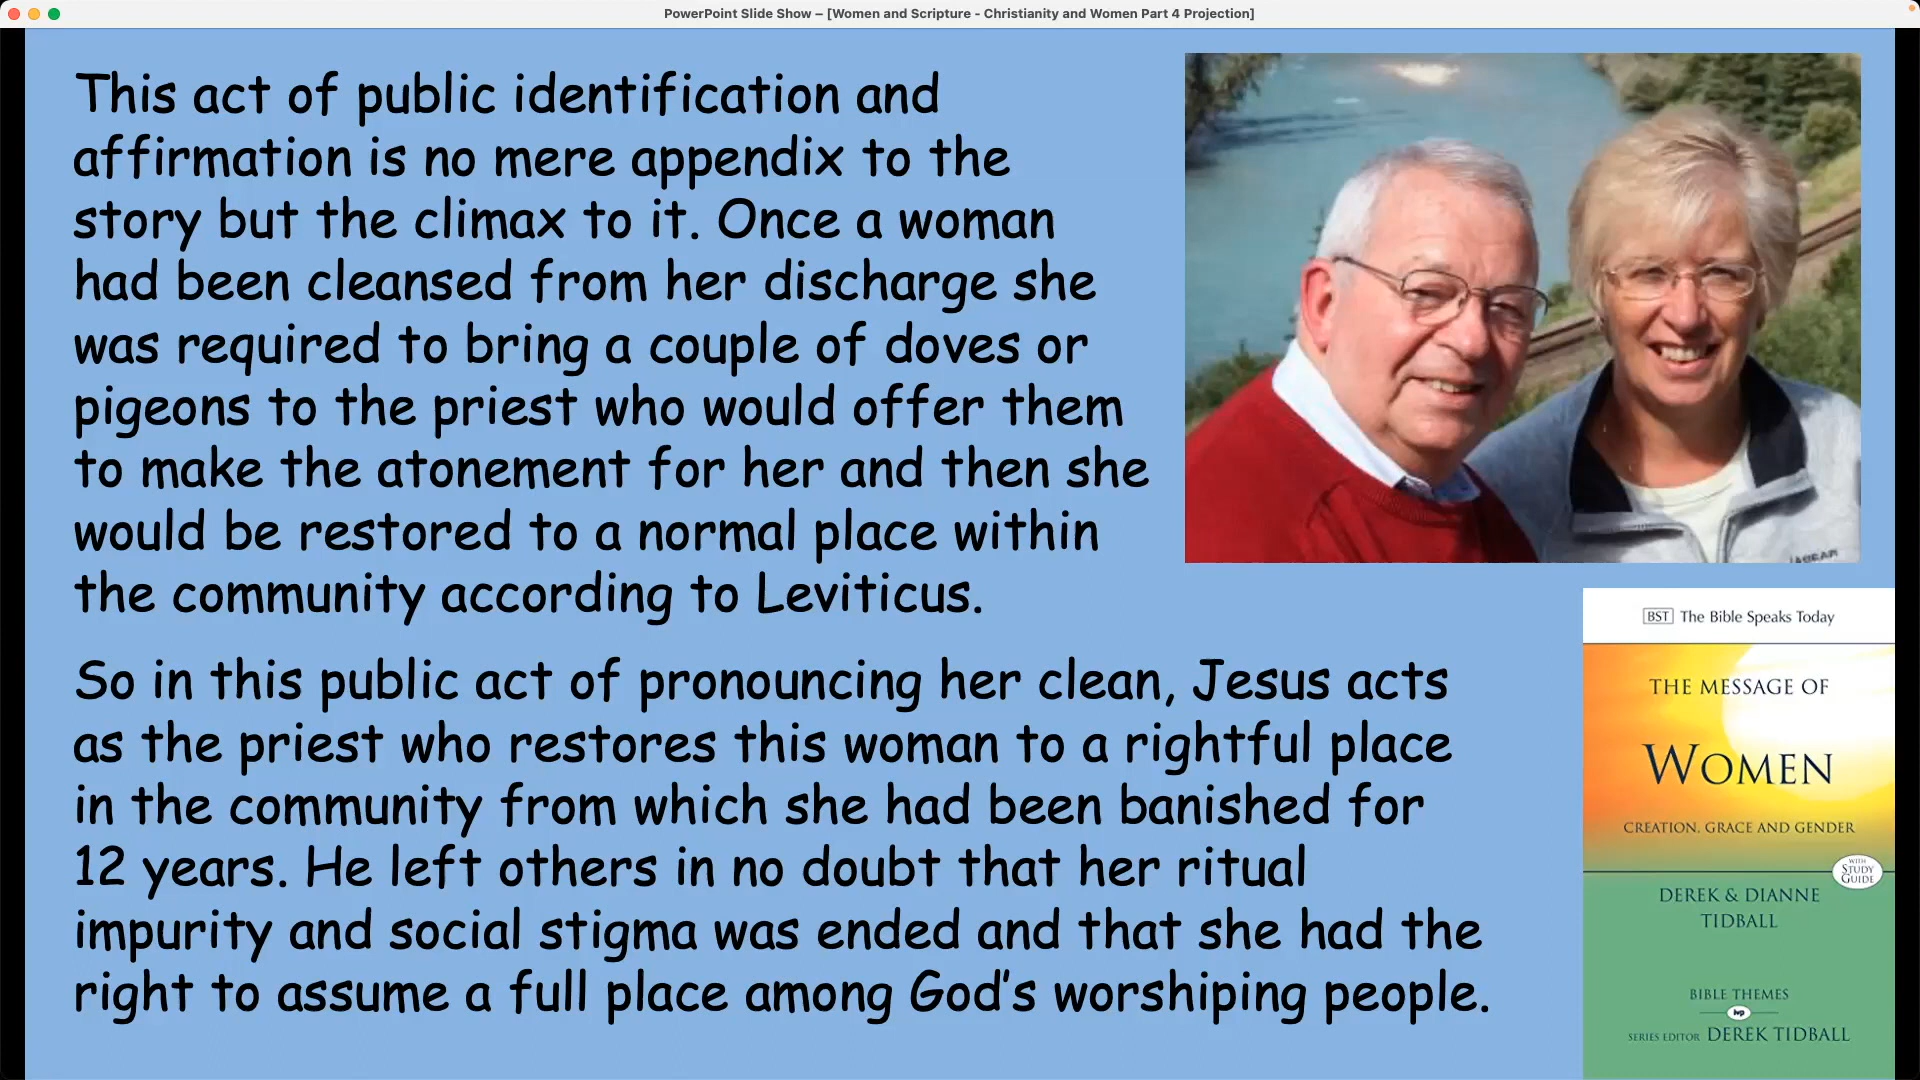 PowerPoint Slide Show – [Women and Scripture - Christianity and Women Part 4 Projection]
This act of public identification and
affirmation is no mere appendix to the
story but the climax to it. Once a woman
had been cleansed from her discharge she
was required to bring a couple of doves or
pigeons to the priest who would offer them
to make the atonement for her and then she
would be restored to a normal place within
the community according to Leviticus.
So in this public act of pronouncing her clean, Jesus acts
as the priest who restores this woman to a rightful place
in the community from which she had been banished for
12 years. He left others in no doubt that her ritual
impurity and social stigma was ended and that she had the
right to assume a full place among God's worshiping people.
BST The Bible Speaks Today
THE MESSAGE OF
WOMEN
CREATION, GRACE AND GENDER
WITH
STUDY
GUIDE
DEREK & DIANNE
TIDBALL
BIBLE THEMES
ivp
SERIES EDITOR DEREK TIDBALL